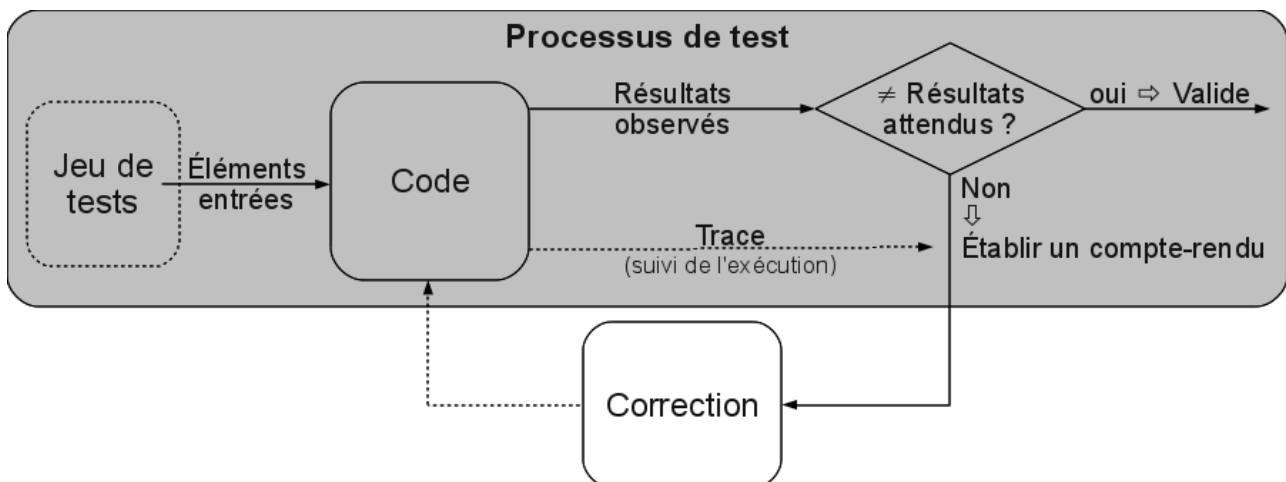 Processus de test
Jeu de
tests
Éléments
entrées
Code
Résultats
observés
≠ Résultats
attendus ?
oui ⇨ Valide
Non
⇩
Établir un compte-rendu
Trace
(suivi de l'exécution)
Correction